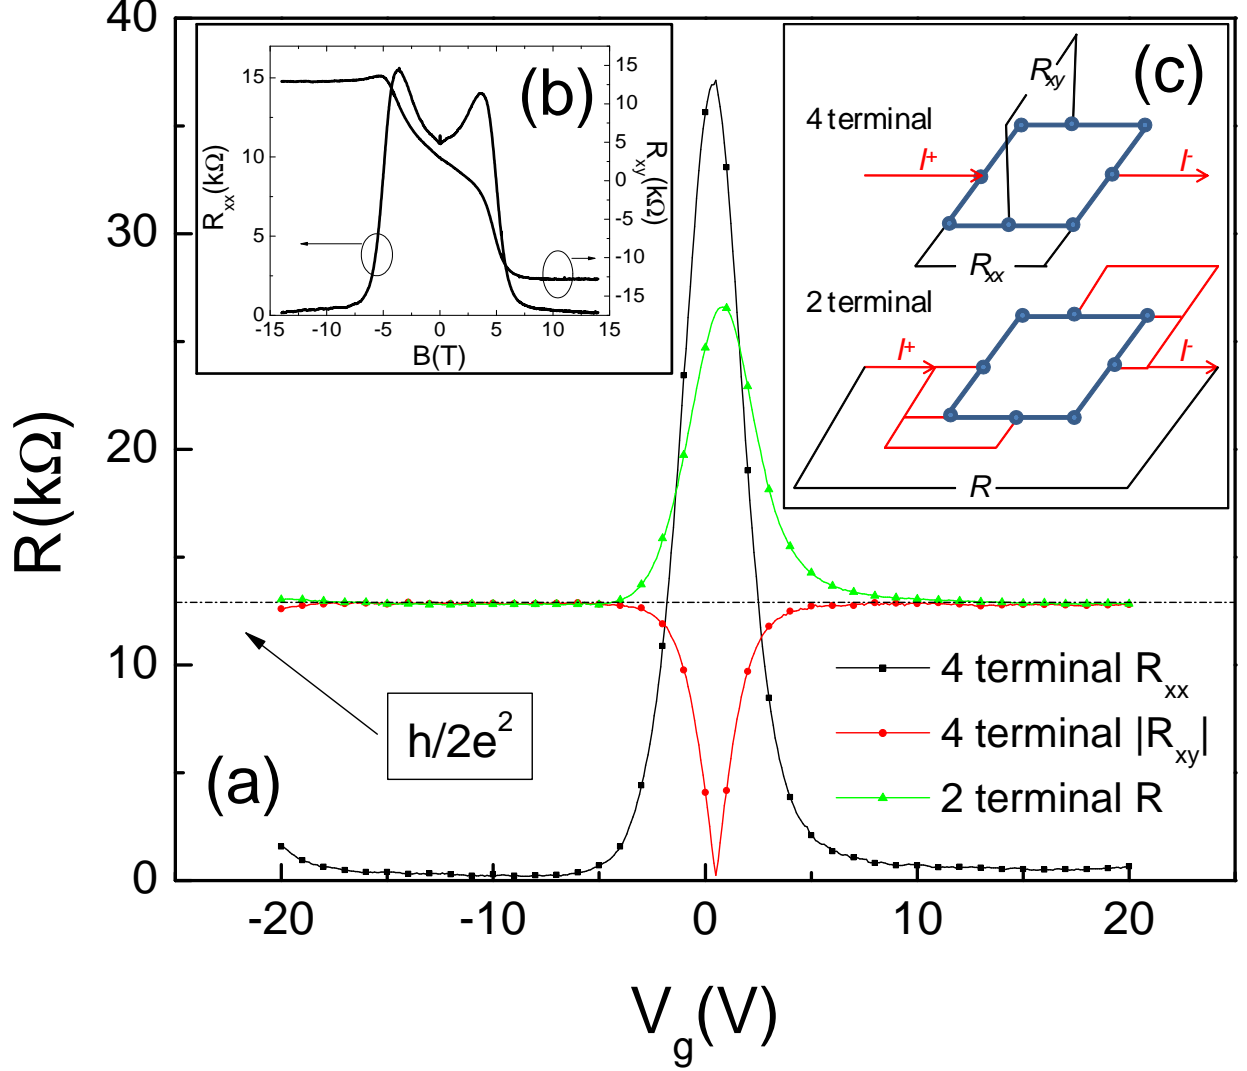 40
30
20
10
0
R(kΩ)
-20
-10
0
10
20
V_g(V)
(a)
h/2e²
4 terminal R_xx
4 terminal |R_xy|
2 terminal R
(b)
15
10
5
0
R_xx(kΩ)
-15
-10
-5
0
5
10
15
B(T)
15
10
5
0
-5
-10
-15
R_xy(kΩ)
(c)
R_xy
4 terminal
I⁺
I⁻
R_xx
2 terminal
I⁺
I⁻
R